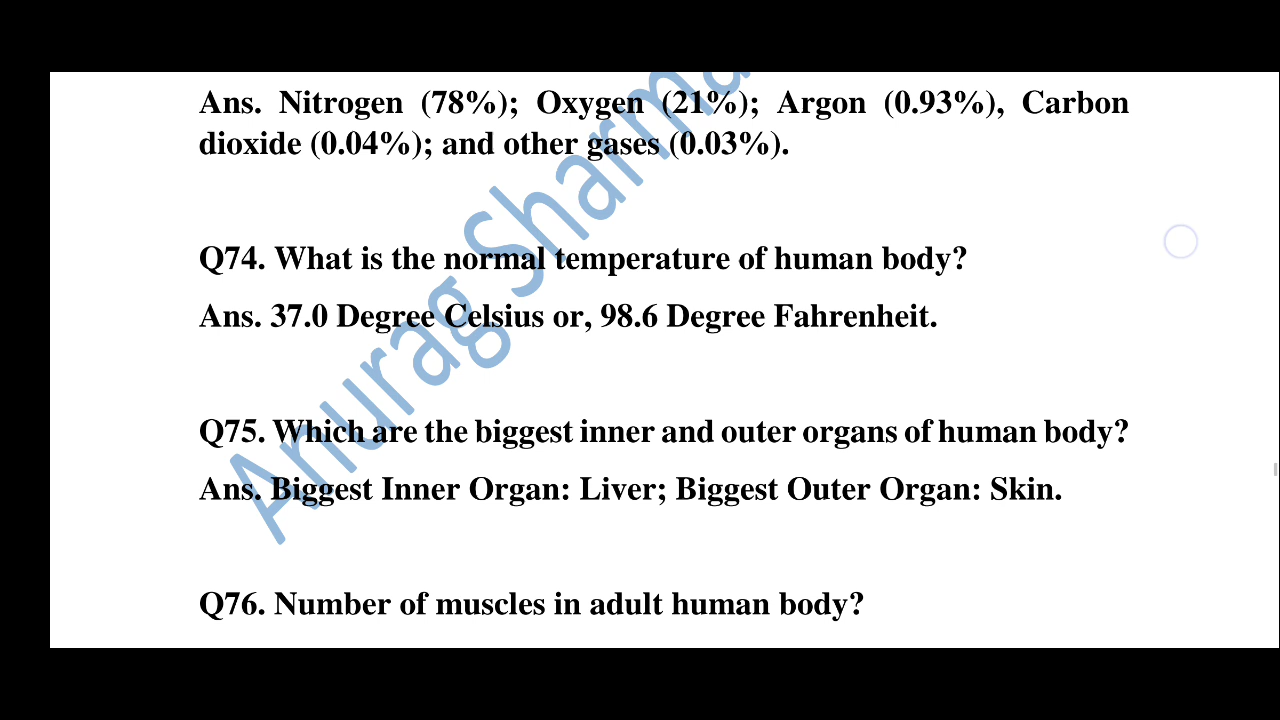 Ans. Nitrogen (78%); Oxygen (21%); Argon (0.93%), Carbon
dioxide (0.04%); and other gases (0.03%).
Q74. What is the normal temperature of human body?
Ans. 37.0 Degree Celsius or, 98.6 Degree Fahrenheit.
Q75. Which are the biggest inner and outer organs of human body?
Ans. Biggest Inner Organ: Liver; Biggest Outer Organ: Skin.
Q76. Number of muscles in adult human body?
Anurag Sharma